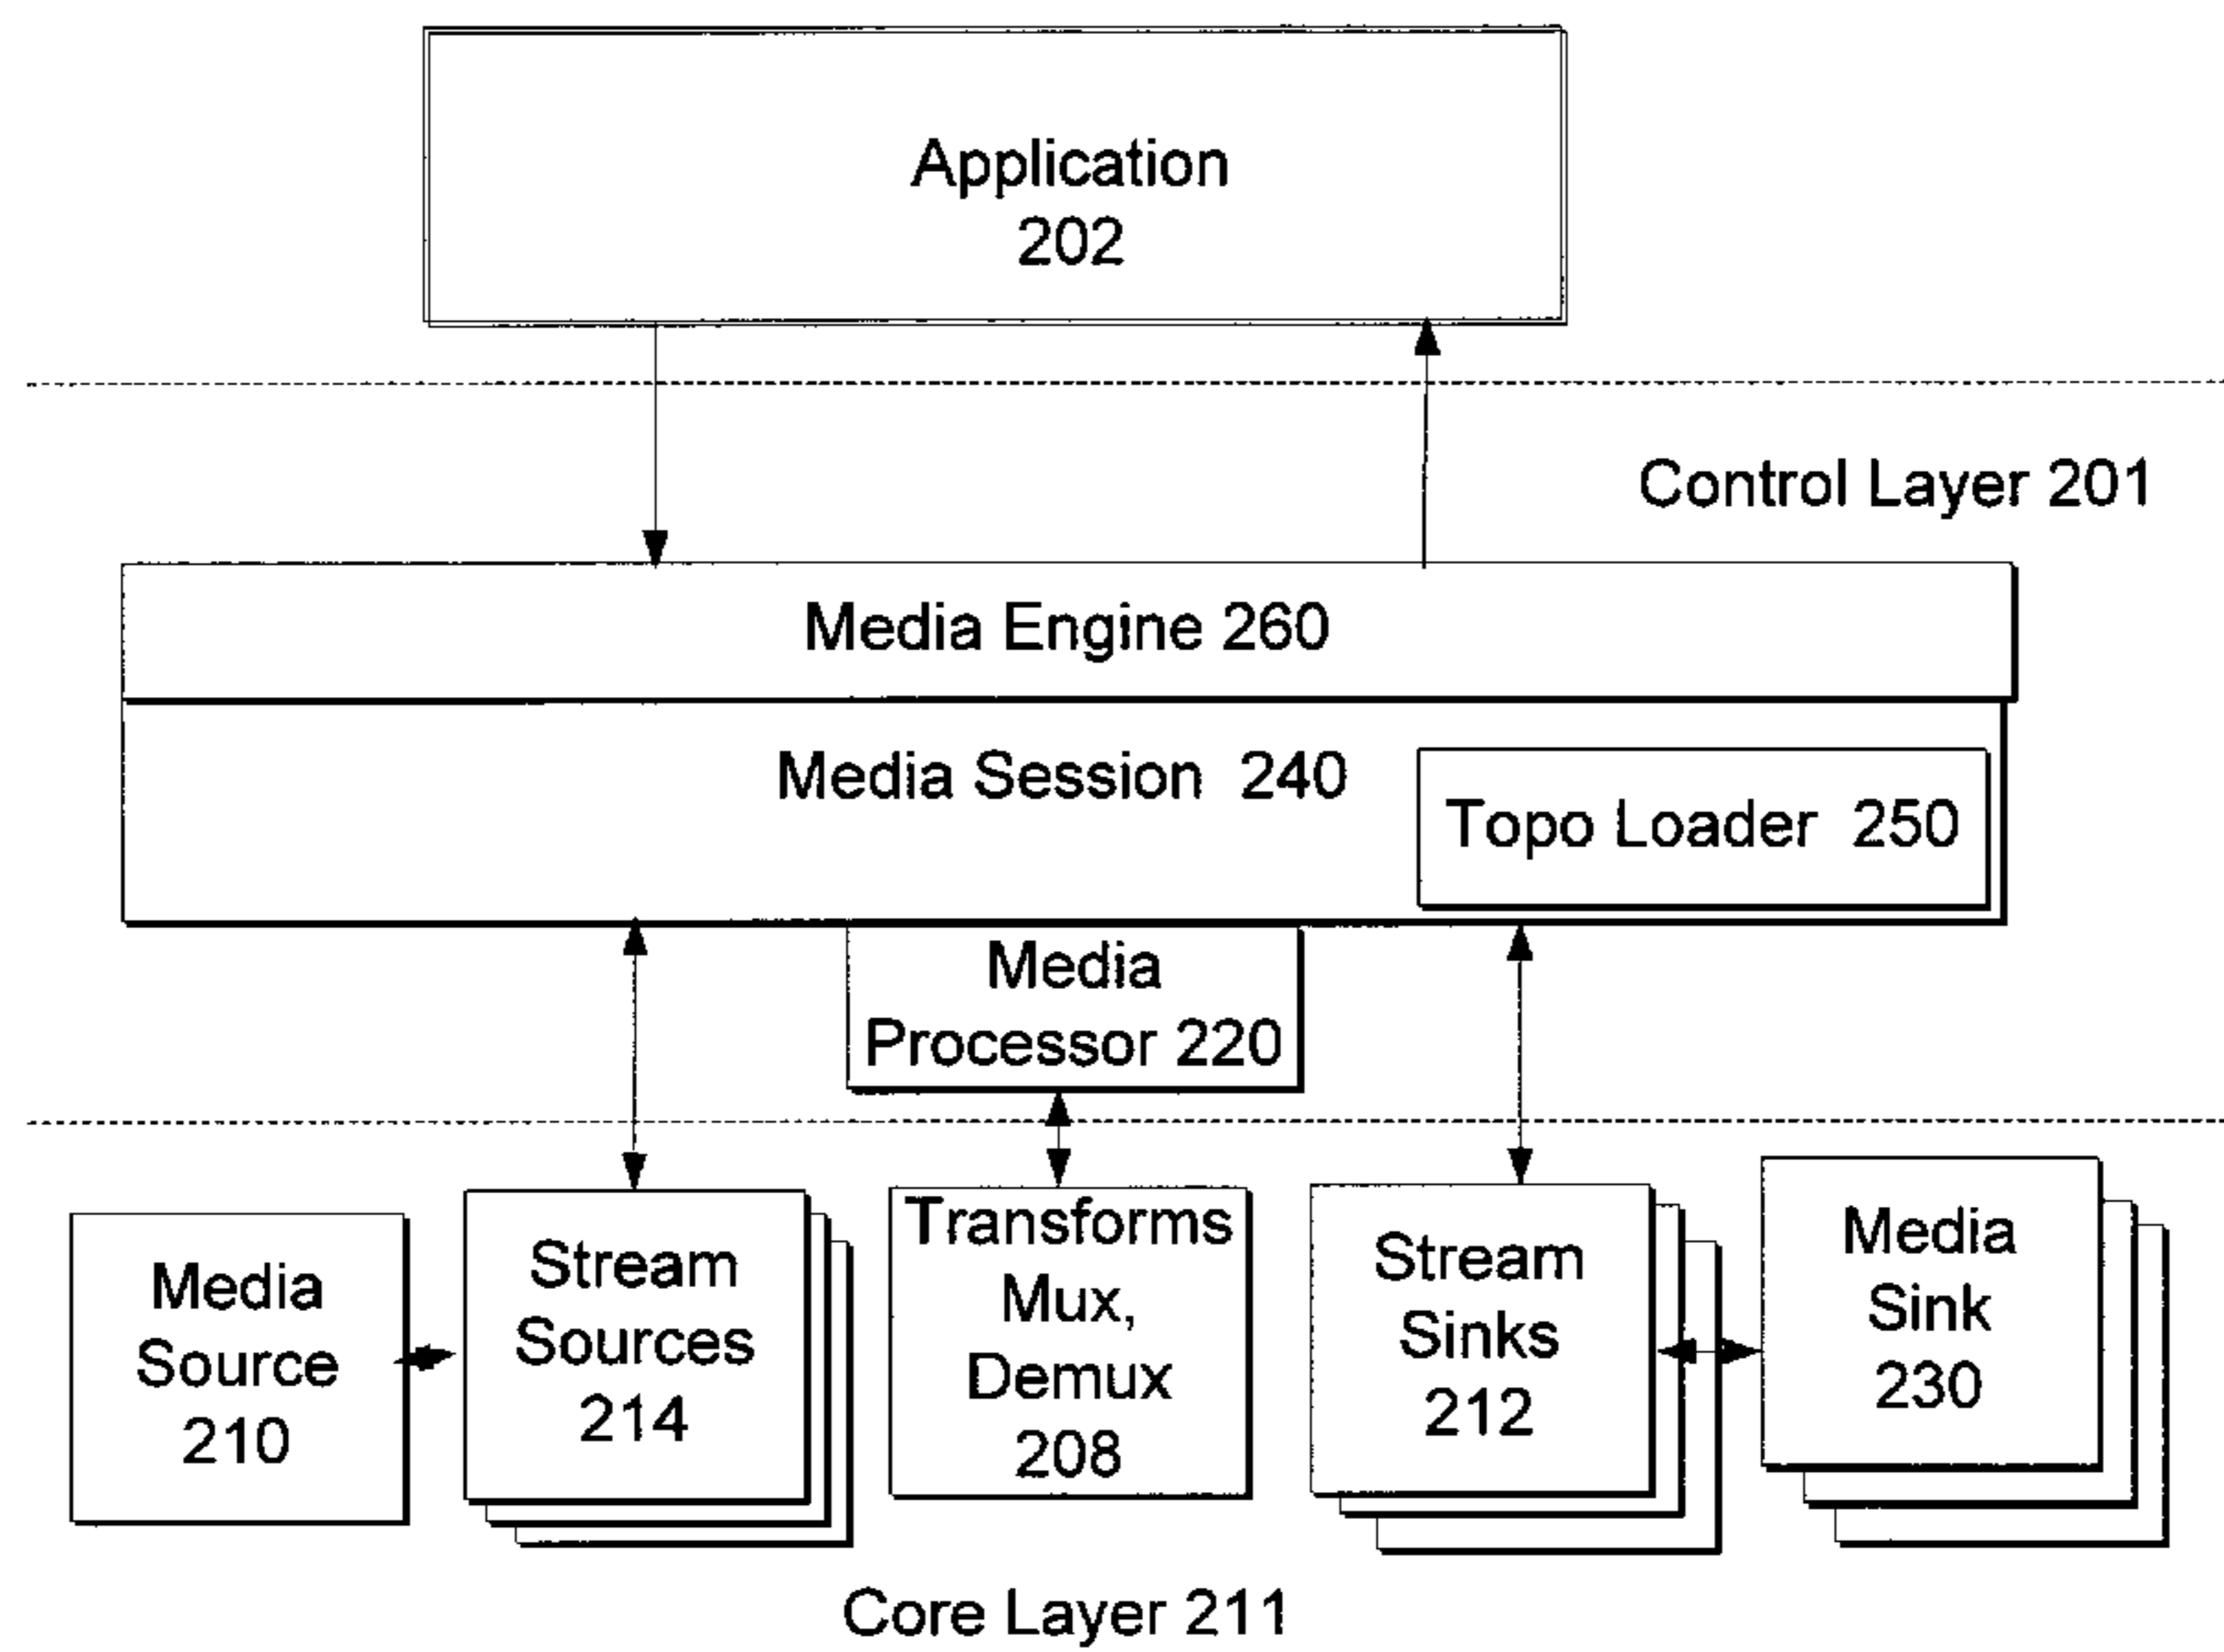 Application
202
Control Layer 201
Media Engine 260
Media Session 240
Topo Loader 250
Media
Processor 220
Media
Source
210
Stream
Sources
214
Transforms
Mux,
Demux
208
Stream
Sinks
212
Media
Sink
230
Core Layer 211